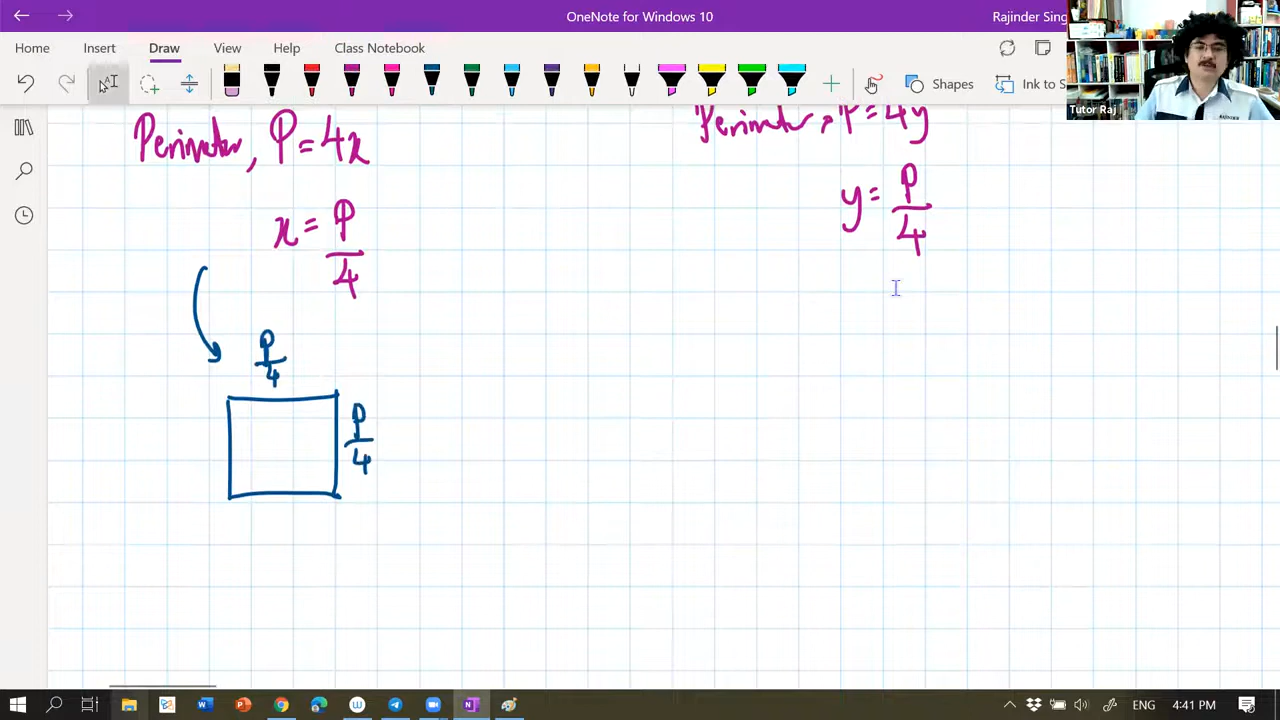 OneNote for Windows 10
Rajinder Sing
Home Insert Draw View Help Class Notebook
Shapes
Ink to S
Tutor Raj
Perimeter, P=4x
x = P/4
P/4
P/4
Perimeter, P=4y
y = P/4
ENG 4:41 PM